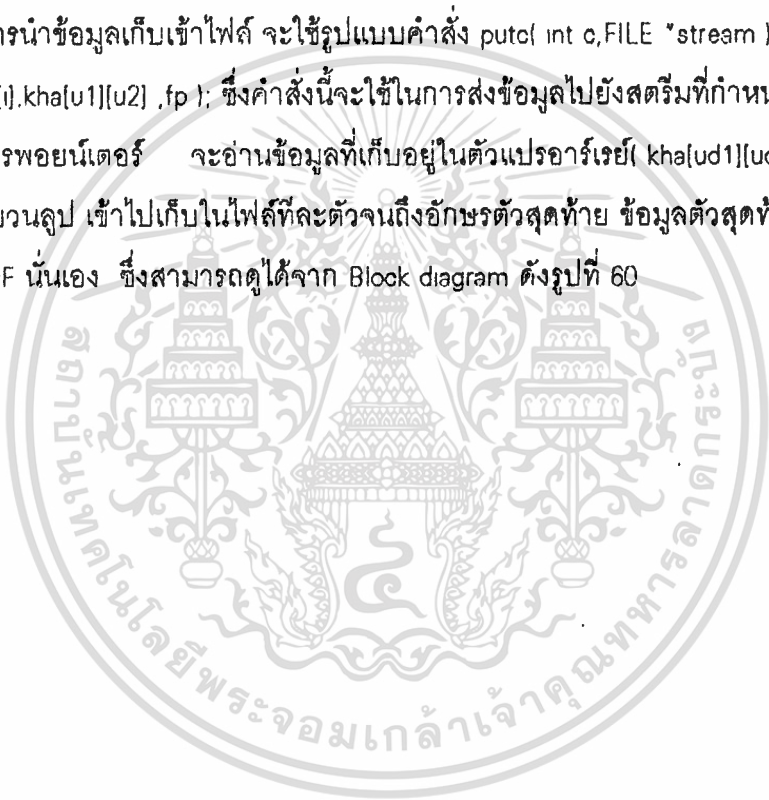 ารนำข้อมูลเก็บเข้าไฟล์ จะใช้รูปแบบคำสั่ง putc( int c,FILE *stream )
[i].kha[u1][u2] ,fp ); ซึ่งคำสั่งนี้จะใช้ในการส่งข้อมูลไปยังสตรีมที่กำหน
รพอยน์เตอร์ จะอ่านข้อมูลที่เก็บอยู่ในตัวแปรอาร์เรย์( kha[ud1][ud
วนลูป เข้าไปเก็บในไฟล์ทีละตัวจนถึงอักษรตัวสุดท้าย ข้อมูลตัวสุดท้
F นั่นเอง ซึ่งสามารถดูได้จาก Block diagram ดังรูปที่ 60
สถาบันเทคโนโลยีพระจอมเกล้าเจ้าคุณทหารลาดกระบัง